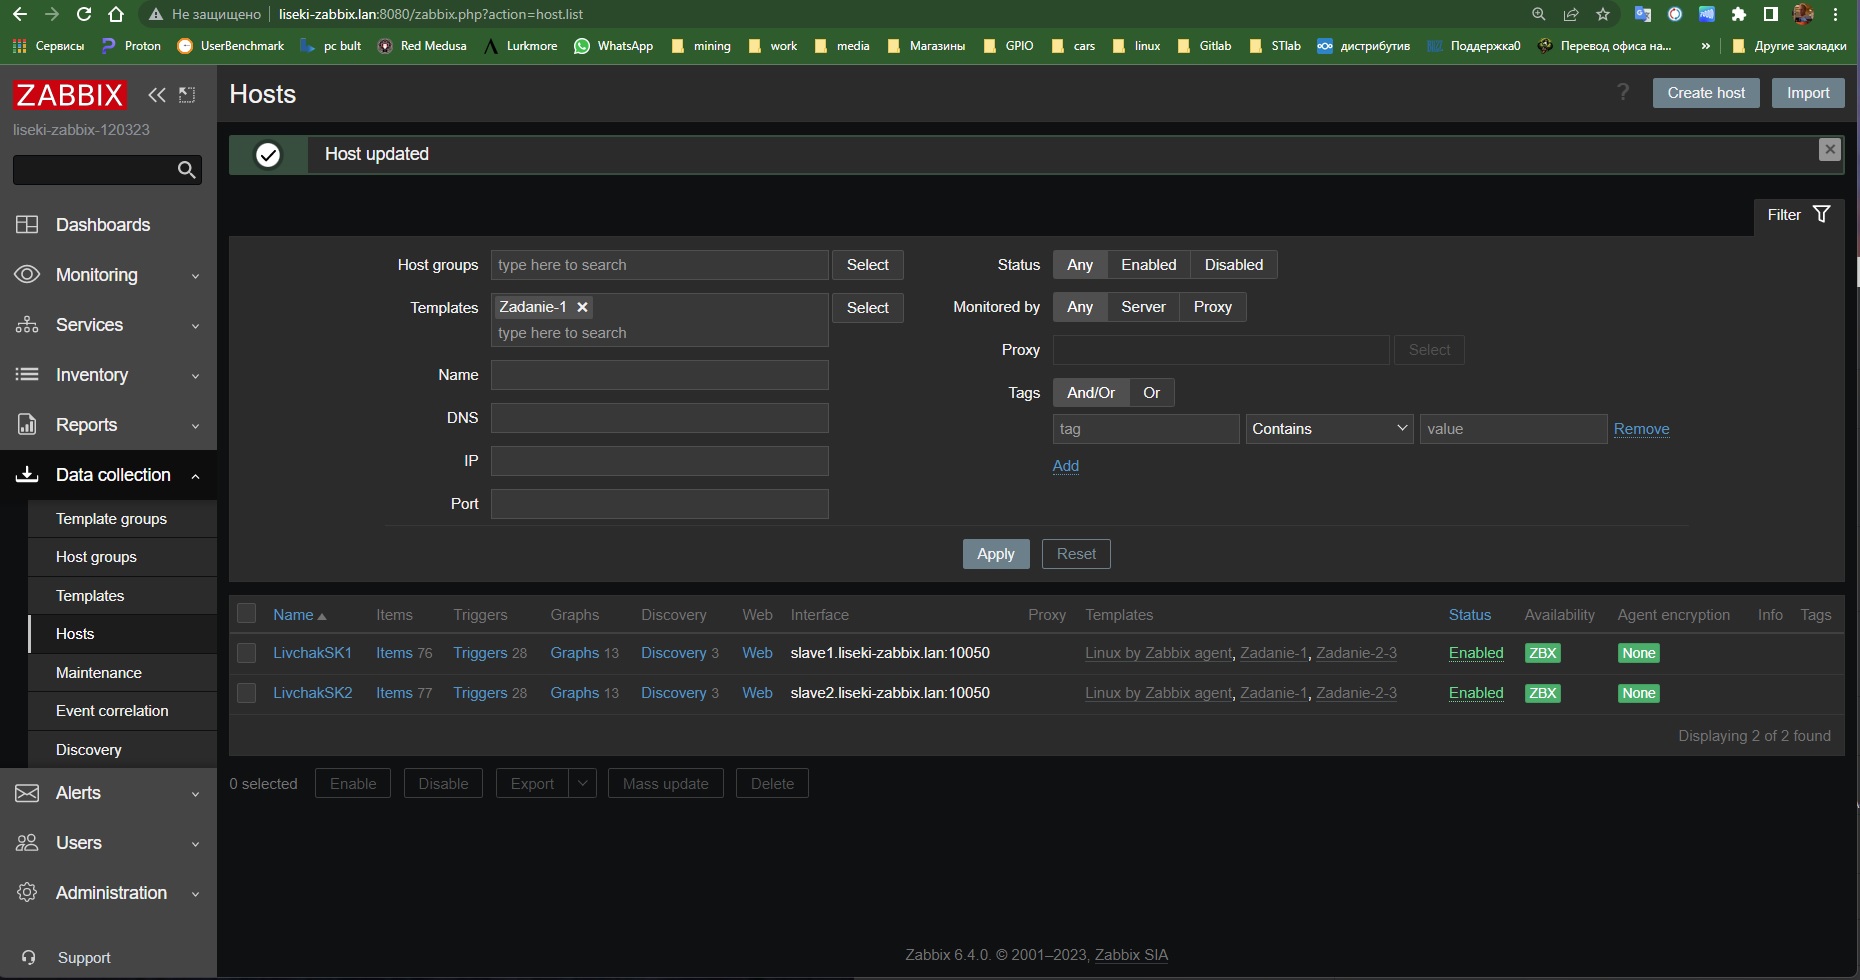 Не защищено liseki-zabbix.lan:8080/zabbix.php?action=host.list
Сервисы Proton UserBenchmark pc bult Red Medusa Lurkmore WhatsApp mining work media Магазины GPIO cars linux Gitlab STlab дистрибутив Поддержка0 Перевод офиса на... » Другие закладки
ZABBIX
liseki-zabbix-120323
Dashboards
Monitoring
Services
Inventory
Reports
Data collection
Template groups
Host groups
Templates
Hosts
Maintenance
Event correlation
Discovery
Alerts
Users
Administration
Support
Hosts
? Create host Import
Host updated
Filter
Host groups type here to search Select
Templates Zadanie-1 Select
type here to search
Name
DNS
IP
Port
Status Any Enabled Disabled
Monitored by Any Server Proxy
Proxy Select
Tags And/Or Or
tag Contains value Remove
Add
Apply Reset
Name Items Triggers Graphs Discovery Web Interface Proxy Templates Status Availability Agent encryption Info Tags
LivchakSK1 Items 76 Triggers 28 Graphs 13 Discovery 3 Web slave1.liseki-zabbix.lan:10050 Linux by Zabbix agent, Zadanie-1, Zadanie-2-3 Enabled ZBX None
LivchakSK2 Items 77 Triggers 28 Graphs 13 Discovery 3 Web slave2.liseki-zabbix.lan:10050 Linux by Zabbix agent, Zadanie-1, Zadanie-2-3 Enabled ZBX None
Displaying 2 of 2 found
0 selected Enable Disable Export Mass update Delete
Zabbix 6.4.0. © 2001–2023, Zabbix SIA